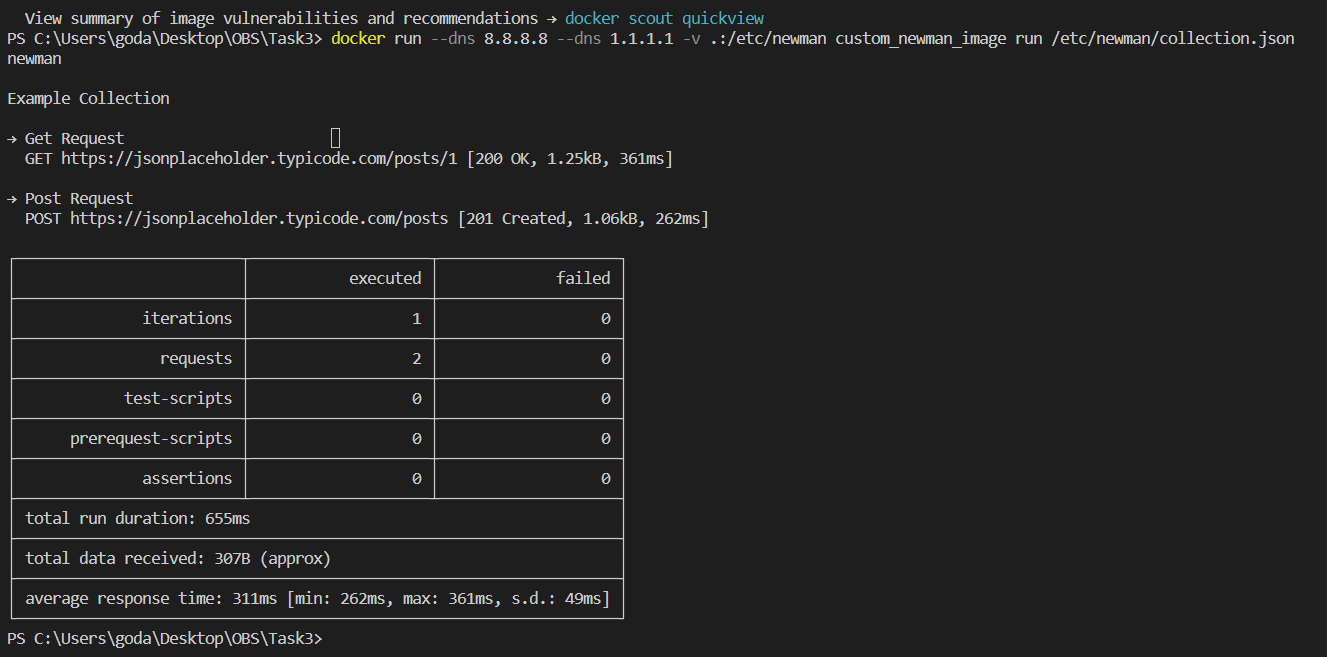 View summary of image vulnerabilities and recommendations → docker scout quickview
PS C:\Users\goda\Desktop\OBS\Task3> docker run --dns 8.8.8.8 --dns 1.1.1.1 -v .:/etc/newman custom_newman_image run /etc/newman/collection.json
newman
Example Collection
→ Get Request
GET https://jsonplaceholder.typicode.com/posts/1 [200 OK, 1.25kB, 361ms]
→ Post Request
POST https://jsonplaceholder.typicode.com/posts [201 Created, 1.06kB, 262ms]
executed failed
iterations 1 0
requests 2 0
test-scripts 0 0
prerequest-scripts 0 0
assertions 0 0
total run duration: 655ms
total data received: 307B (approx)
average response time: 311ms [min: 262ms, max: 361ms, s.d.: 49ms]
PS C:\Users\goda\Desktop\OBS\Task3>